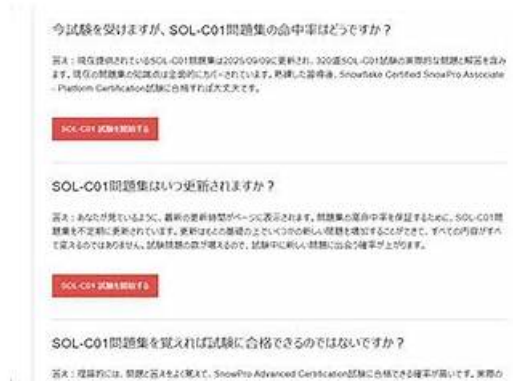 今試験を受けますが、SOL-C01問題集の命中率はどうですか？
答え：現在提供されているSOL-C01問題集は2025/09/09に更新され、320個SOL-C01試験の実際的な問題と解答を含み
ます。現在の問題集の知識点は全面的にカバーされています。熟練した習得後、Snowflake Certified SnowPro Associate
- Platform Certification試験に合格すれば大丈夫です。
SOL-C01 試験を開始する
SOL-C01問題集はいつ更新されますか？
答え：あなたが見ているように、最新の更新時間がページに表示されます。問題集の高命中率を保証するために、SOL-C01問
題集を不定期に更新されています。更新はもとの基礎の上でいくつかの新しい問題を増加することができて、すべての内容がすべ
て変えるのではありません。試験問題の数が増えるので、試験中に新しい問題に出会う確率が上がります。
SOL-C01 試験を開始する
SOL-C01問題集を覚えれば試験に合格できるのではないですか？
答え：理論的には、問題と答えをよく覚えて、SnowPro Advanced Certification試験に合格できる確率が高いです。実際の